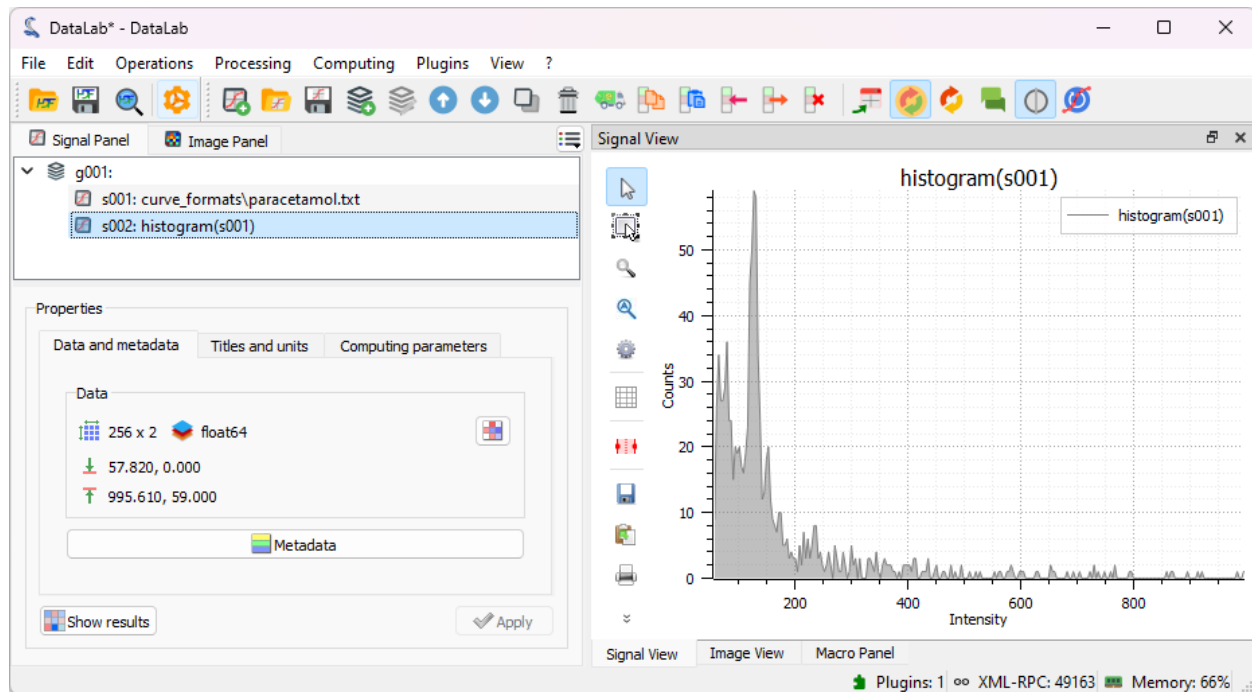 DataLab* - DataLab
File Edit Operations Processing Computing Plugins View ?
Signal Panel Image Panel
g001:
s001: curve_formats\paracetamol.txt
s002: histogram(s001)
Properties
Data and metadata Titles and units Computing parameters
Data
256 x 2 float64
57.820, 0.000
995.610, 59.000
Metadata
Show results Apply
Signal View
histogram(s001)
histogram(s001)
Counts
50
40
30
20
10
0
200 400 600 800
Intensity
Signal View Image View Macro Panel
Plugins: 1 XML-RPC: 49163 Memory: 66%